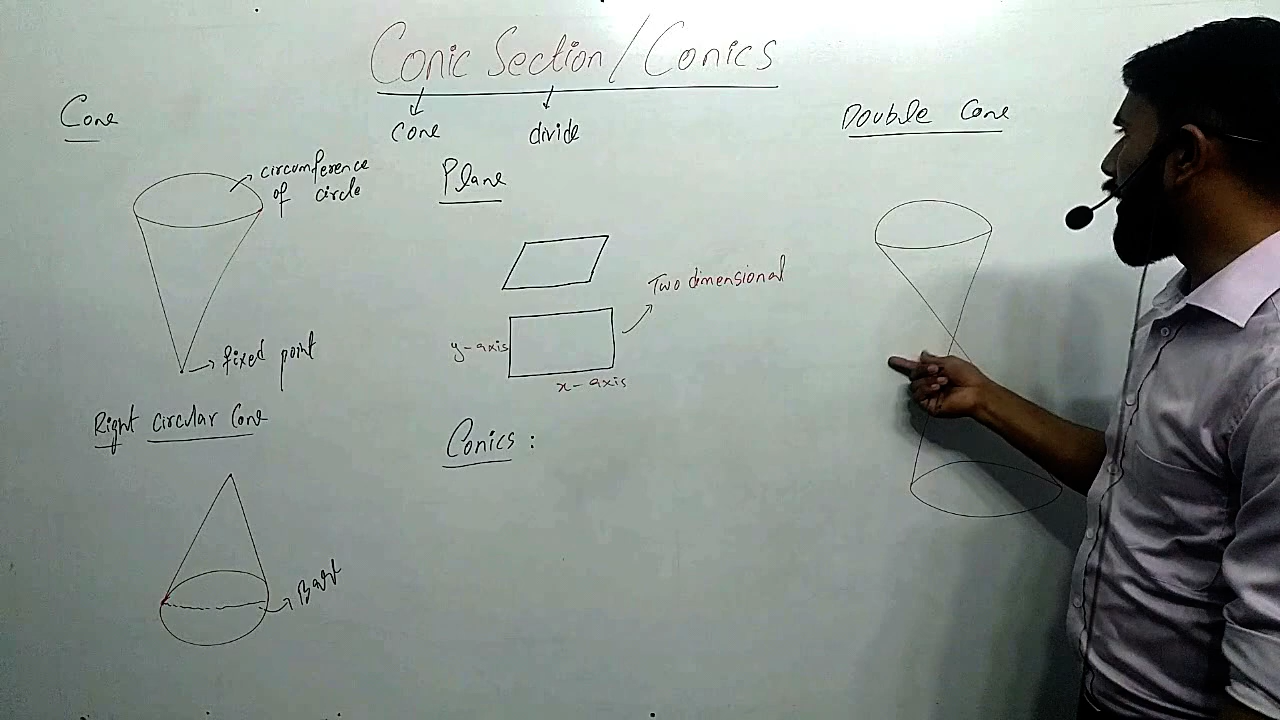 Conic Section/Conics
cone
divide
Cone
circumference
of circle
fixed point
Right Circular Cone
Plane
Two dimensional
y-axis
x-axis
Conics:
Double Cone